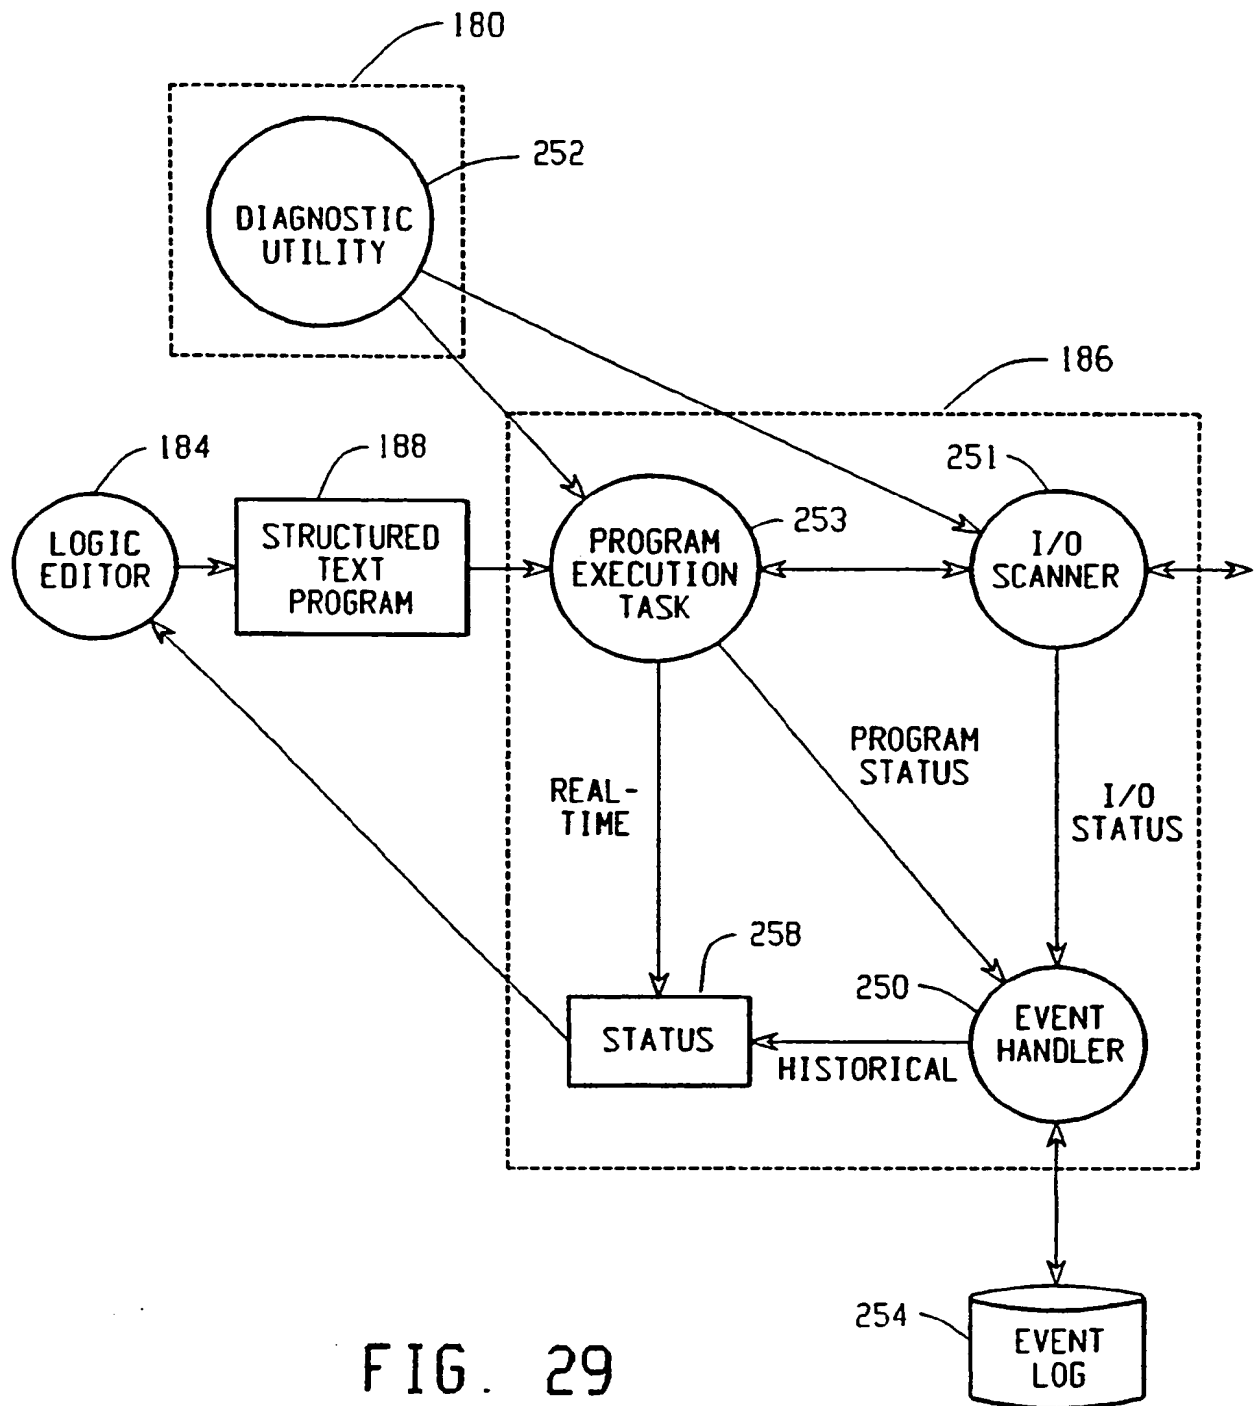 180
252
DIAGNOSTIC
UTILITY
186
184
188
251
253
LOGIC
EDITOR
STRUCTURED
TEXT
PROGRAM
PROGRAM
EXECUTION
TASK
I/O
SCANNER
PROGRAM
STATUS
REAL-
TIME
I/O
STATUS
258
250
STATUS
EVENT
HANDLER
HISTORICAL
254
EVENT
LOG
FIG. 29